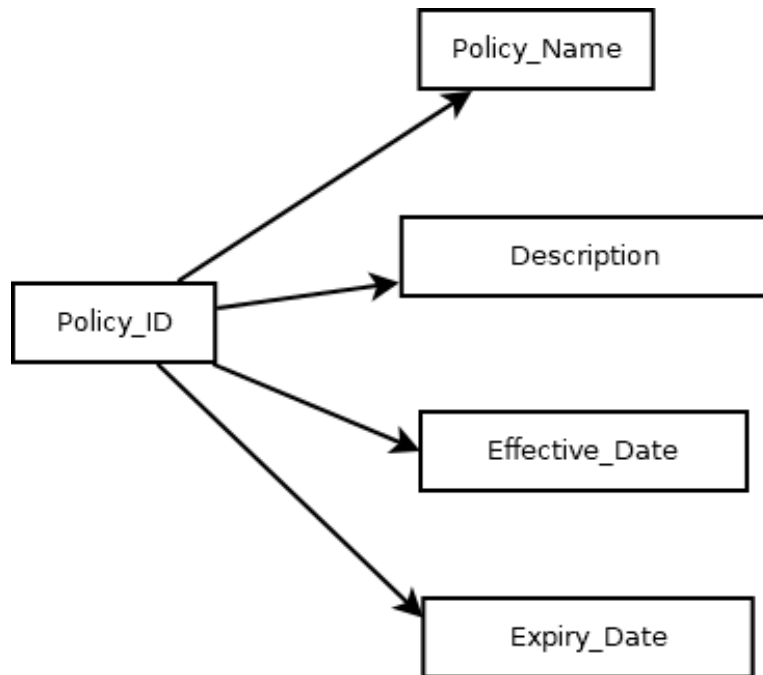 Policy_Name
Description
Policy_ID
Effective_Date
Expiry_Date